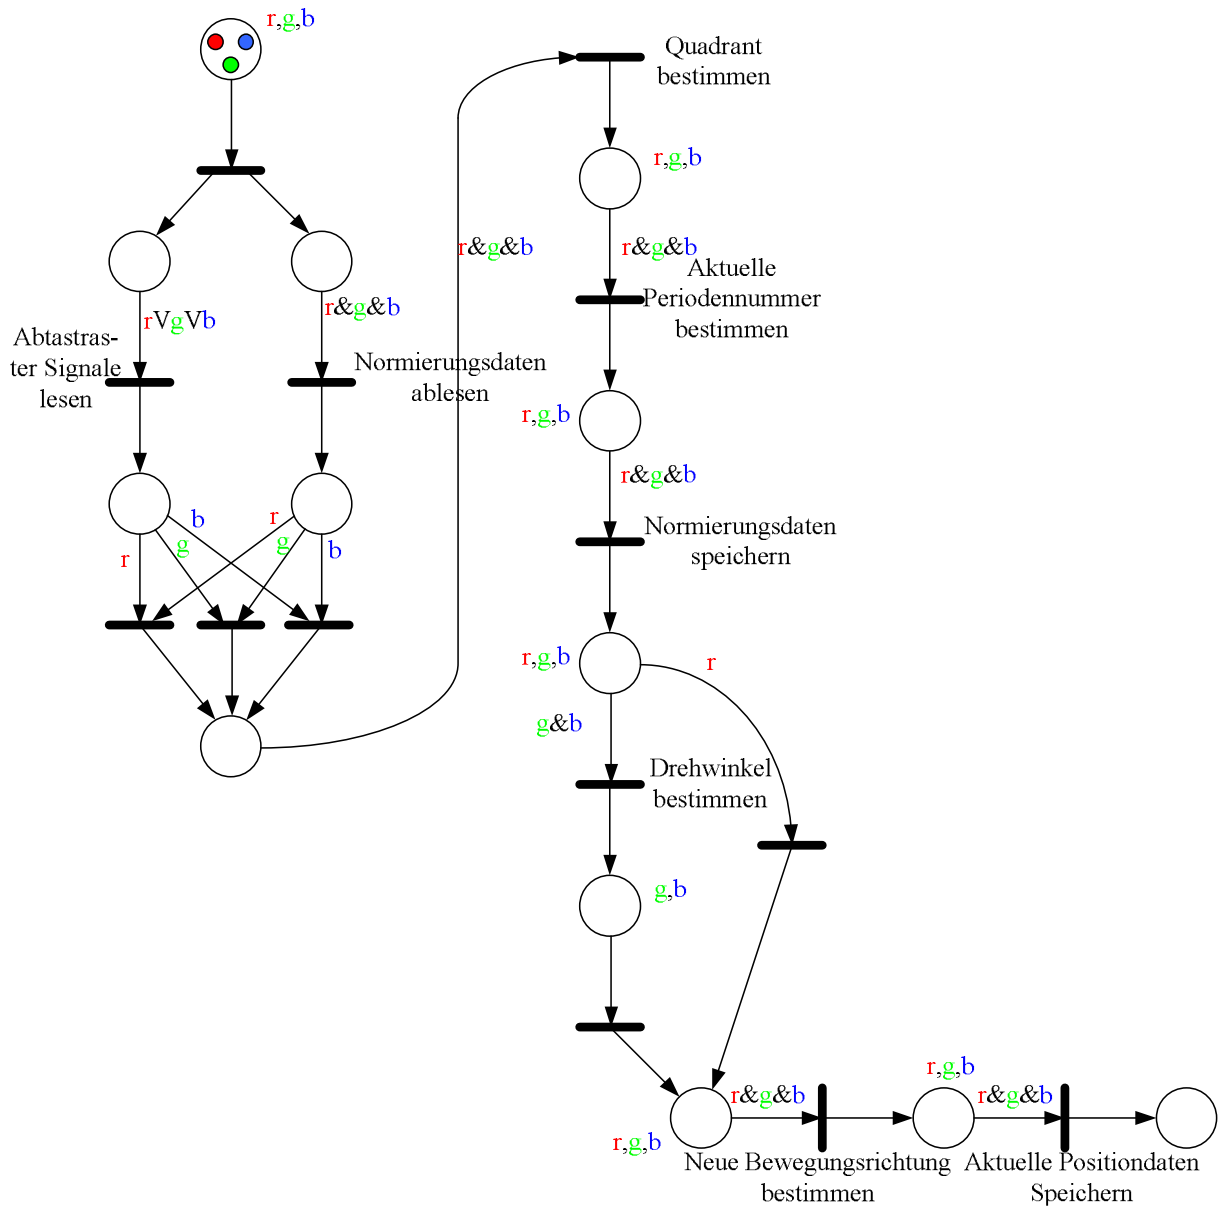 r,g,b
Quadrant
bestimmen
r,g,b
r&g&b
r&g&b
Aktuelle
Periodennummer
bestimmen
rVgVb
r&g&b
Abtastras-
ter Signale
lesen
Normierungsdaten
ablesen
r,g,b
r&g&b
b
r
g
g
r
b
Normierungsdaten
speichern
r,g,b
r
g&b
Drehwinkel
bestimmen
g,b
r,g,b
r&g&b
r&g&b
r,g,b
Neue Bewegungsrichtung
bestimmen
Aktuelle Positiondaten
Speichern